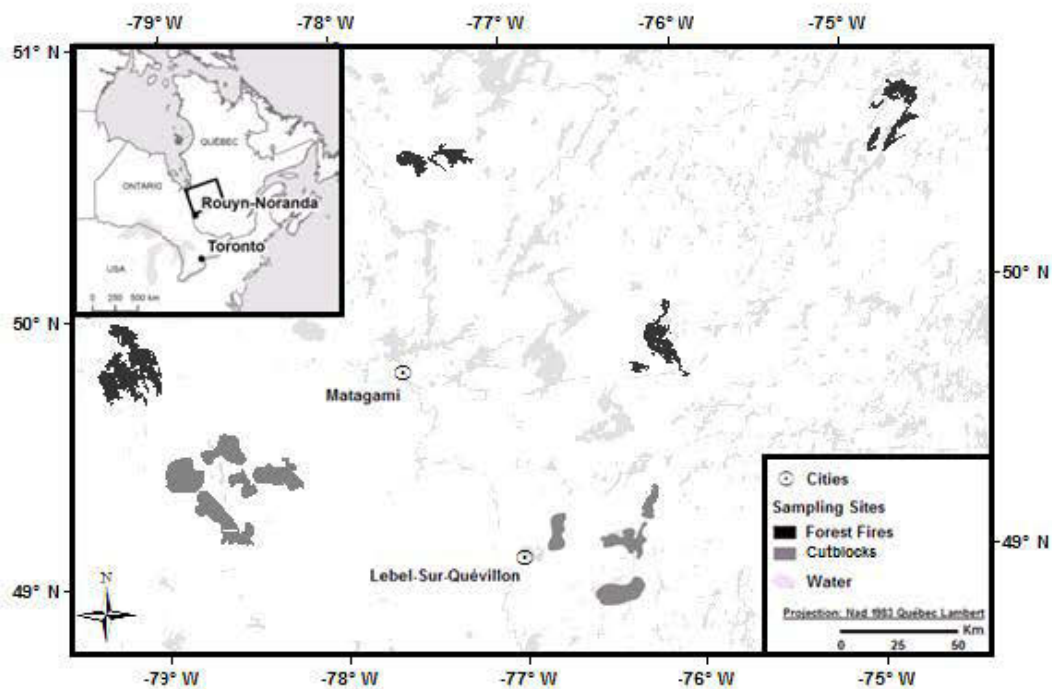 -79° W -78° W -77° W -76° W -75° W
51° N
QUÉBEC
ONTARIO
Rouyn-Noranda
Toronto
USA
0 250 500 km
50° N
50° N
Matagami
Cities
Sampling Sites
Forest Fires
Cutblocks
Water
49° N
Lebel-Sur-Quévillon
49° N
N
Projection: Nad 1983 Québec Lambert
Km
0 25 50
-79° W -78° W -77° W -76° W -75° W